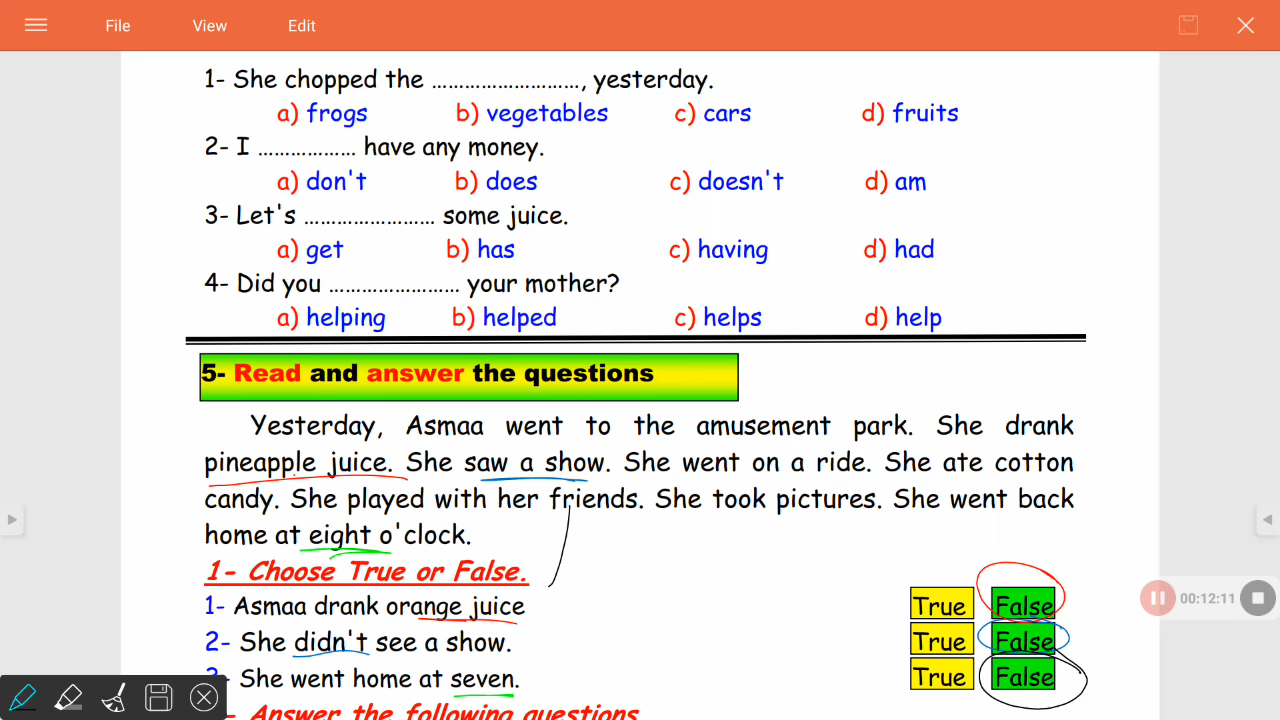 File View Edit
1- She chopped the ……………………, yesterday.
a) frogs b) vegetables c) cars d) fruits
2- I ……………… have any money.
a) don't b) does c) doesn't d) am
3- Let's ………………… some juice.
a) get b) has c) having d) had
4- Did you ………………… your mother?
a) helping b) helped c) helps d) help
5- Read and answer the questions
Yesterday, Asmaa went to the amusement park. She drank
pineapple juice. She saw a show. She went on a ride. She ate cotton
candy. She played with her friends. She took pictures. She went back
home at eight o'clock.
1- Choose True or False.
1- Asmaa drank orange juice True False
2- She didn't see a show. True False
She went home at seven. True False
00:12:11
Answer the following questions